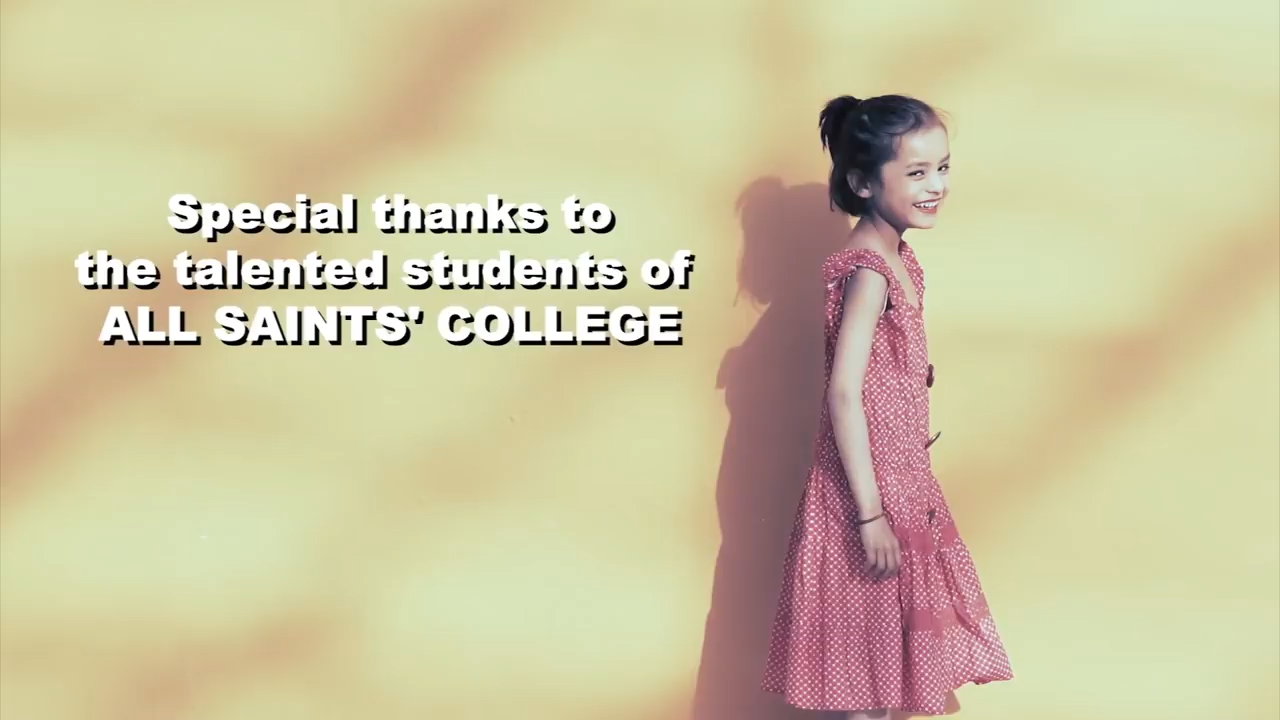 Special thanks to
the talented students of
ALL SAINTS' COLLEGE